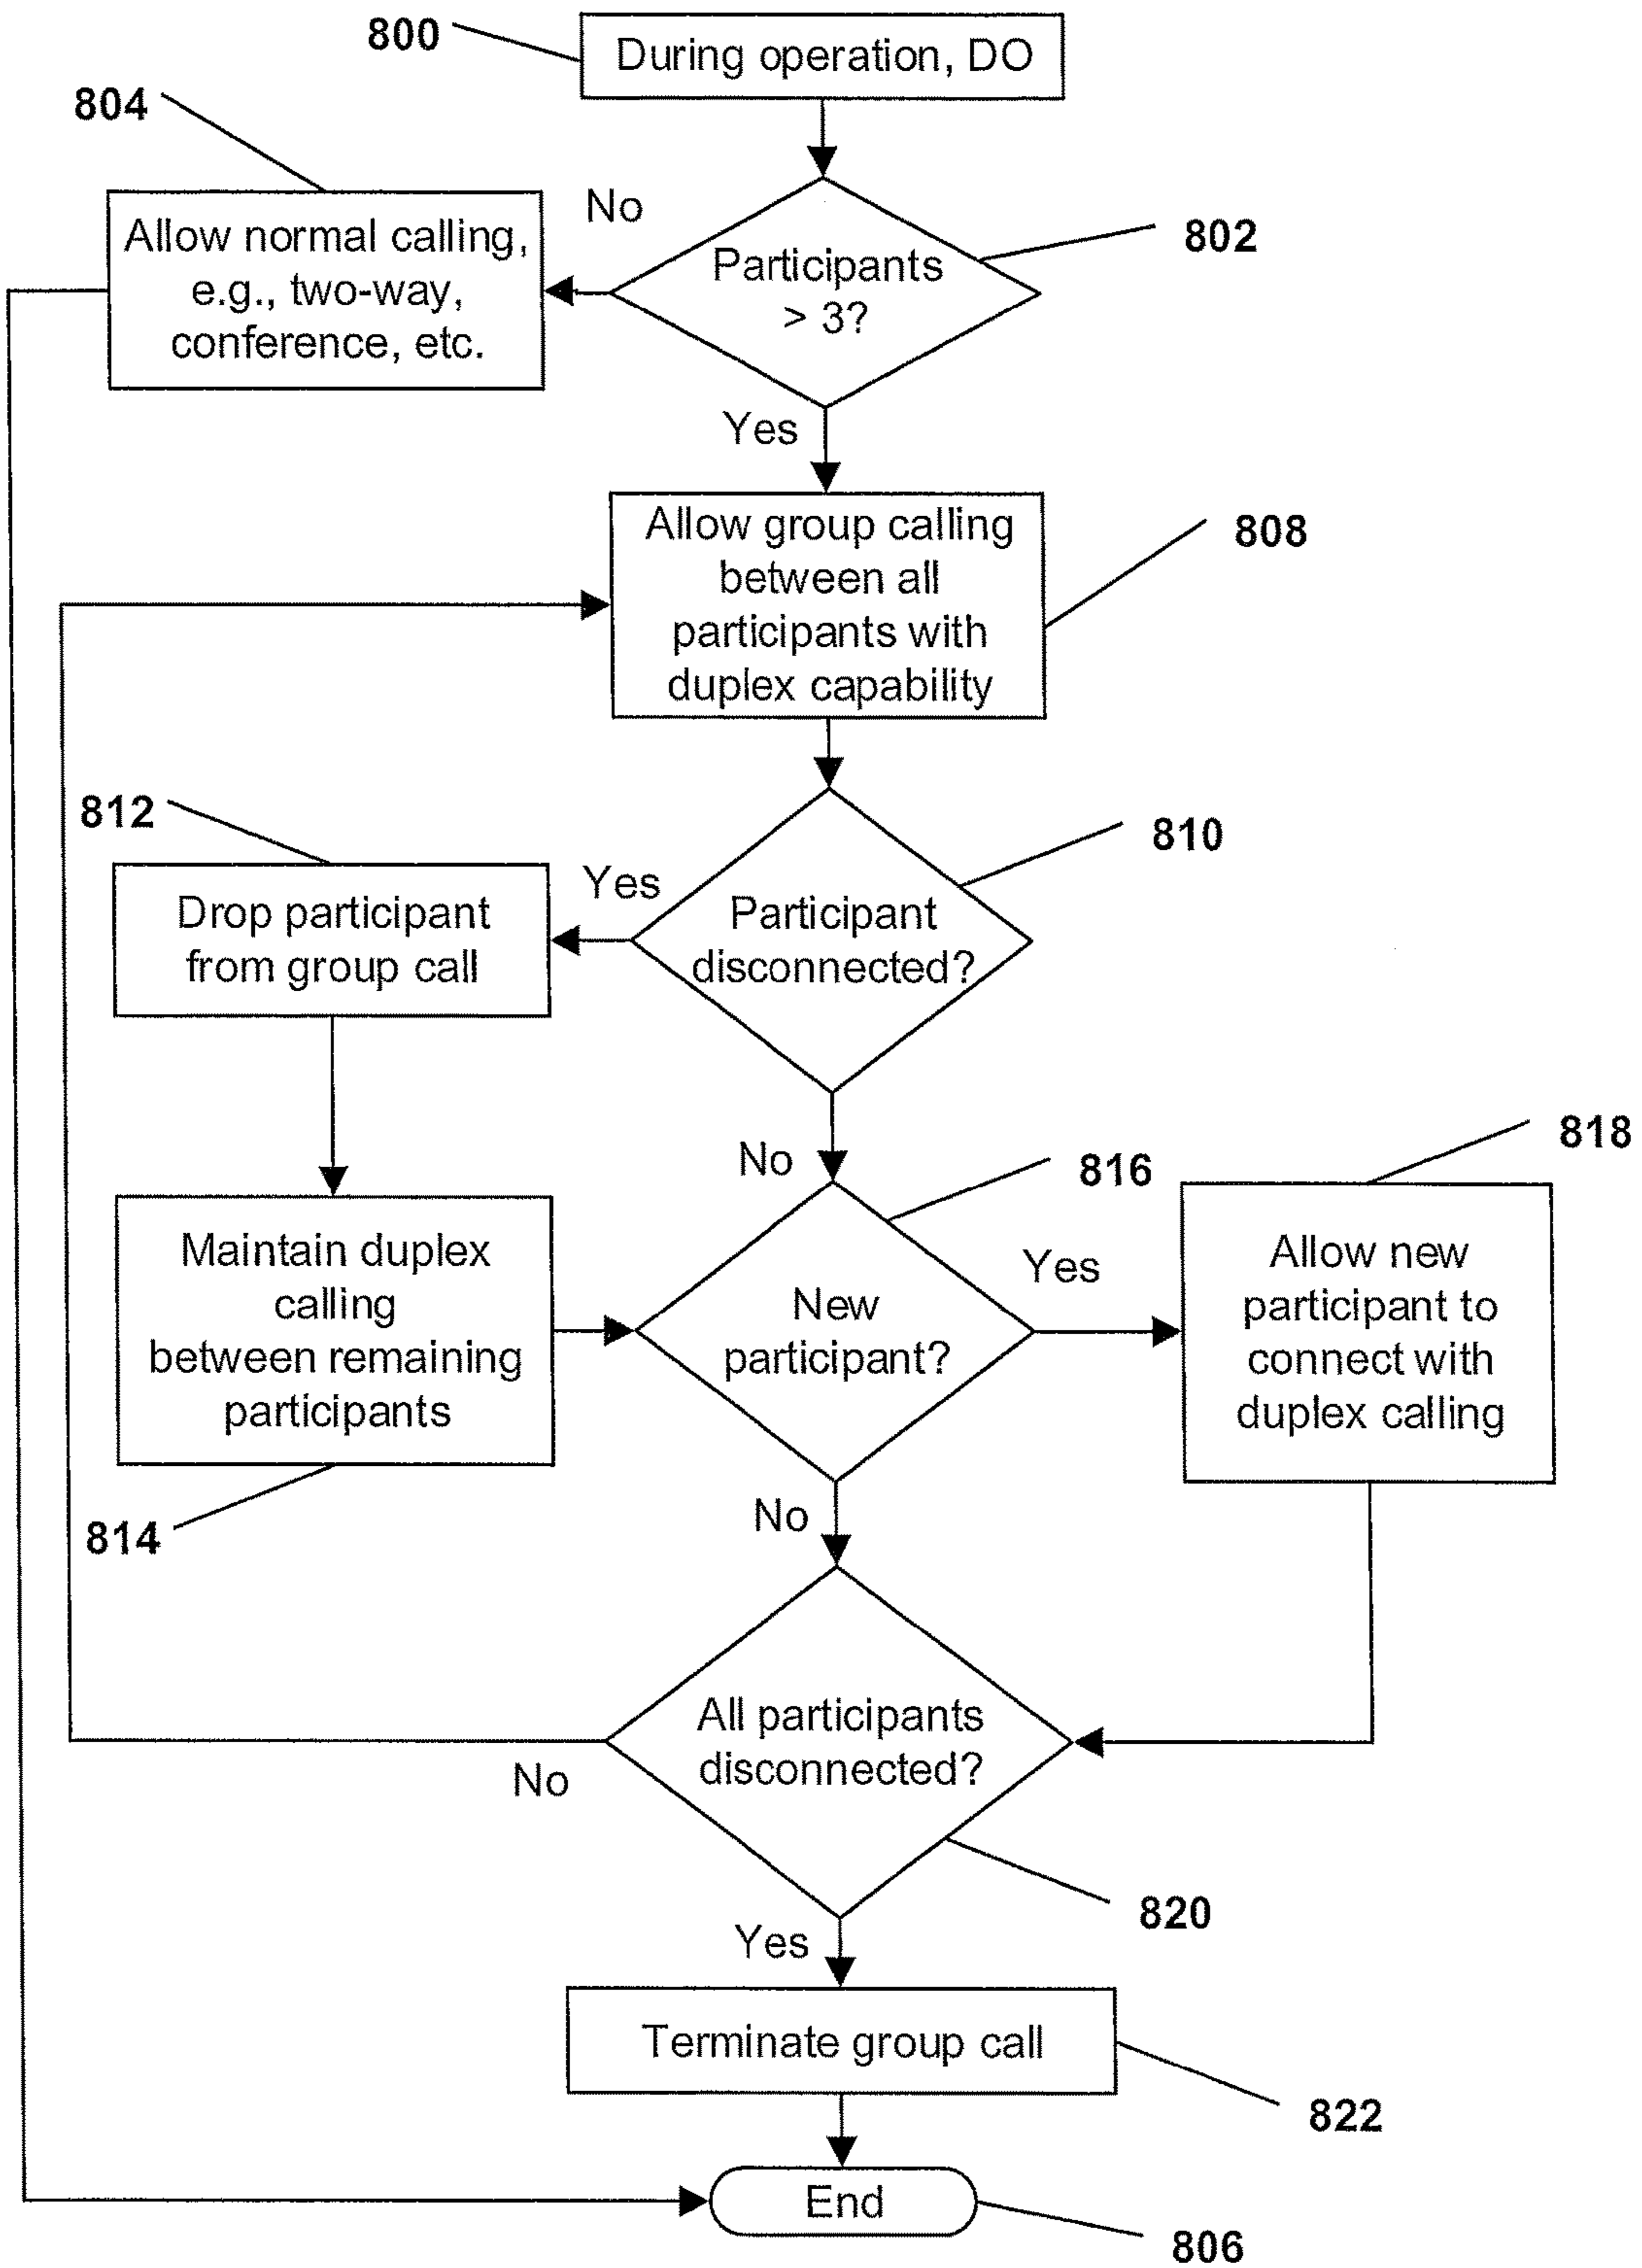 800
During operation, DO
804
No
802
Allow normal calling,
e.g., two-way,
conference, etc.
Participants
> 3?
Yes
808
Allow group calling
between all
participants with
duplex capability
812
810
Yes
Drop participant
from group call
Participant
disconnected?
818
No
816
Maintain duplex
calling
between remaining
participants
New
participant?
Yes
Allow new
participant to
connect with
duplex calling
814
No
All participants
disconnected?
No
820
Yes
Terminate group call
822
End
806